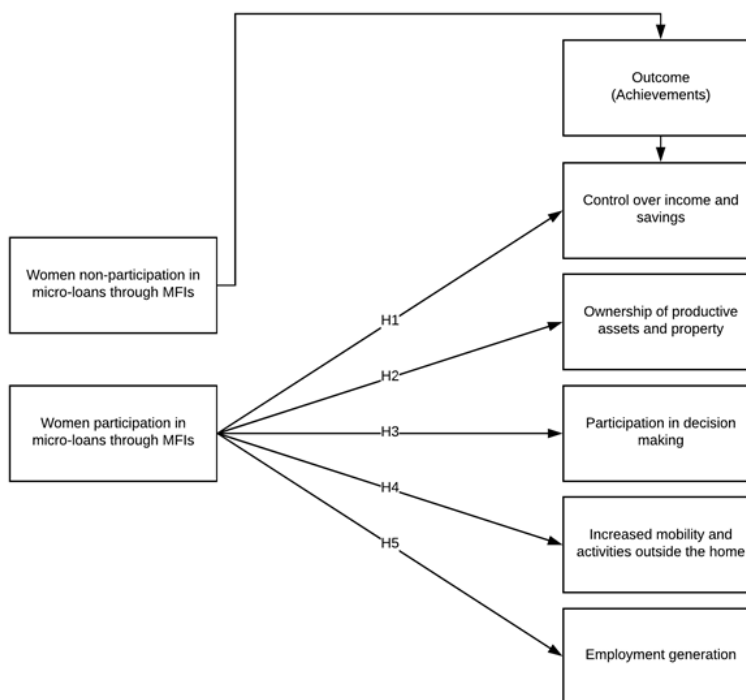 Outcome
(Achievements)
Control over income and
savings
Women non-participation in
micro-loans through MFIs
Ownership of productive
assets and property
Women participation in
micro-loans through MFIs
H1
H2
H3
H4
H5
Participation in decision
making
Increased mobility and
activities outside the home
Employment generation